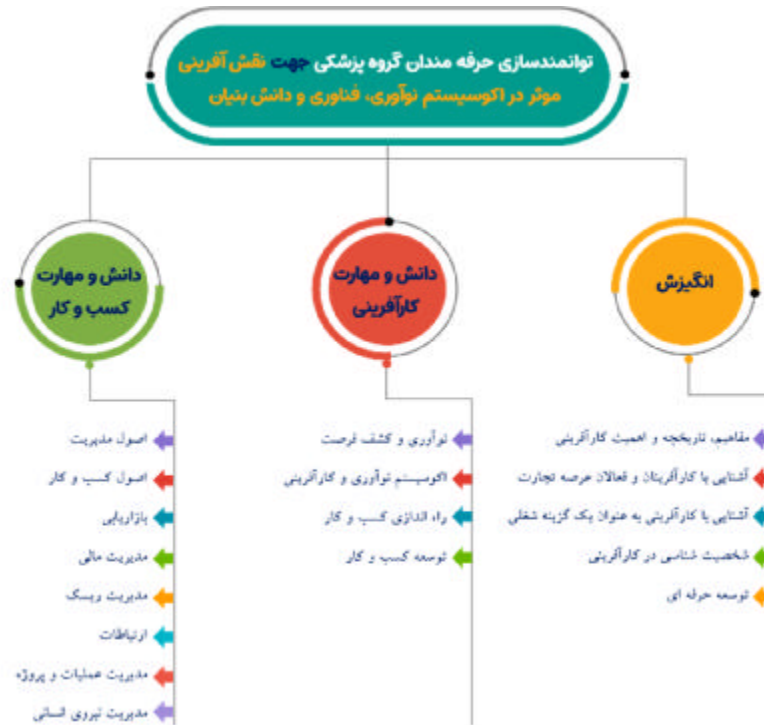 توانمندسازی حرفه مندان گروه پزشکی جهت نقش آفرینی
موثر در اکوسیستم نوآوری، فناوری و دانش بنیان
انگیزش
مفاهیم، تاریخچه و اهمیت کارآفرینی
آشنایی با کارآفرینان و فعالان عرصه تجارت
آشنایی با کارآفرینی به عنوان یک گزینه شغلی
شخصیت شناسی در کارآفرینی
توسعه حرفه ای
دانش و مهارت
کارآفرینی
نوآوری و کشف فرصت
اکوسیستم نوآوری و کارآفرینی
راه اندازی کسب و کار
توسعه کسب و کار
دانش و مهارت
کسب و کار
اصول مدیریت
اصول کسب و کار
بازاریابی
مدیریت مالی
مدیریت ریسک
ارتباطات
مدیریت عملیات و پروژه
مدیریت نیروی انسانی